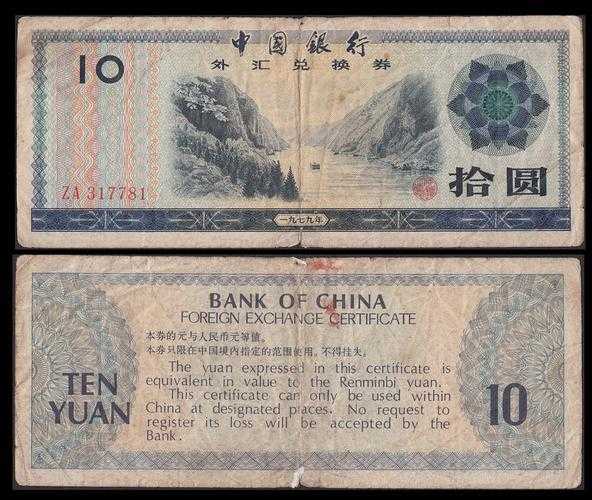 中国銀行
外汇兑换券
10
ZA 317781
拾圆
一九七九年
BANK OF CHINA
FOREIGN EXCHANGE CERTIFICATE
本券的元与人民币元等值。
本券只限在中国境内指定的范围使用，不得挂失。
TEN
YUAN
The yuan expressed in this certificate is
equivalent in value to the Renminbi yuan.
This certificate can only be used within
China at designated places. No request to
register its loss will be accepted by the
Bank.
10